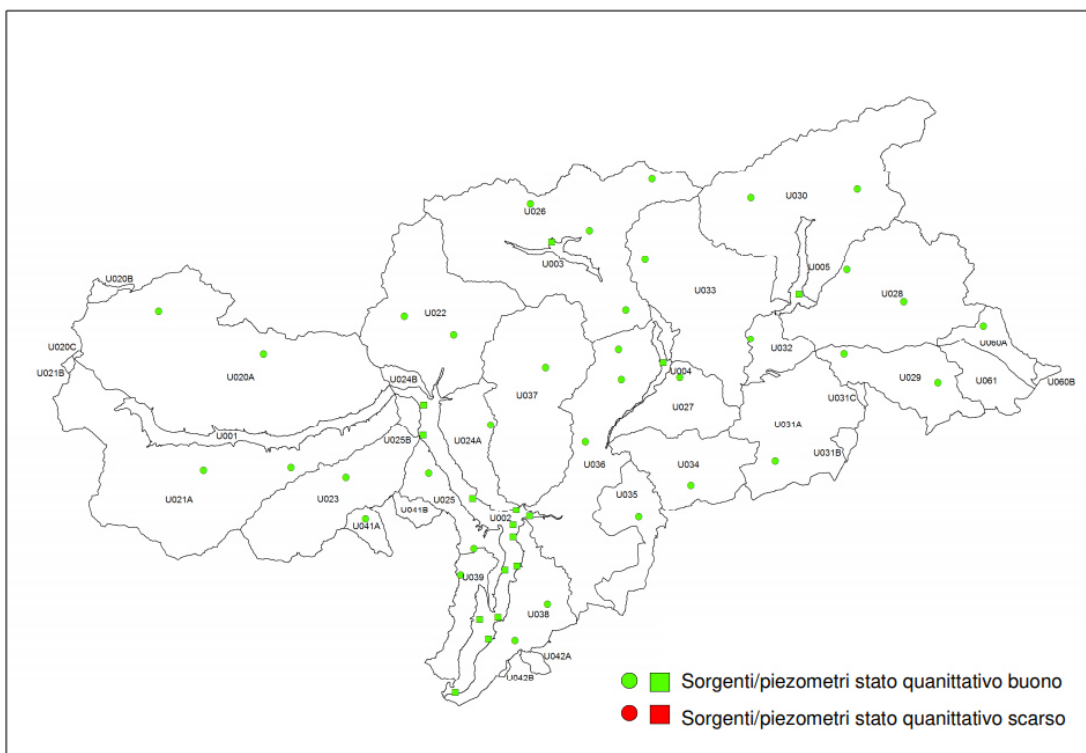 U030
U026
U003
U005
U033
U020B
U028
U022
U020C
U060A
U032
U021B
U020A
U004
U024B
U029
U061
U060B
U037
U031C
U027
U001
U025B
U024A
U031A
U036
U031B
U034
U021A
U023
U035
U025
U041B
U002
U041A
U039
U038
U042A
U042B
Sorgenti/piezometri stato quanittativo buono
Sorgenti/piezometri stato quanittativo scarso